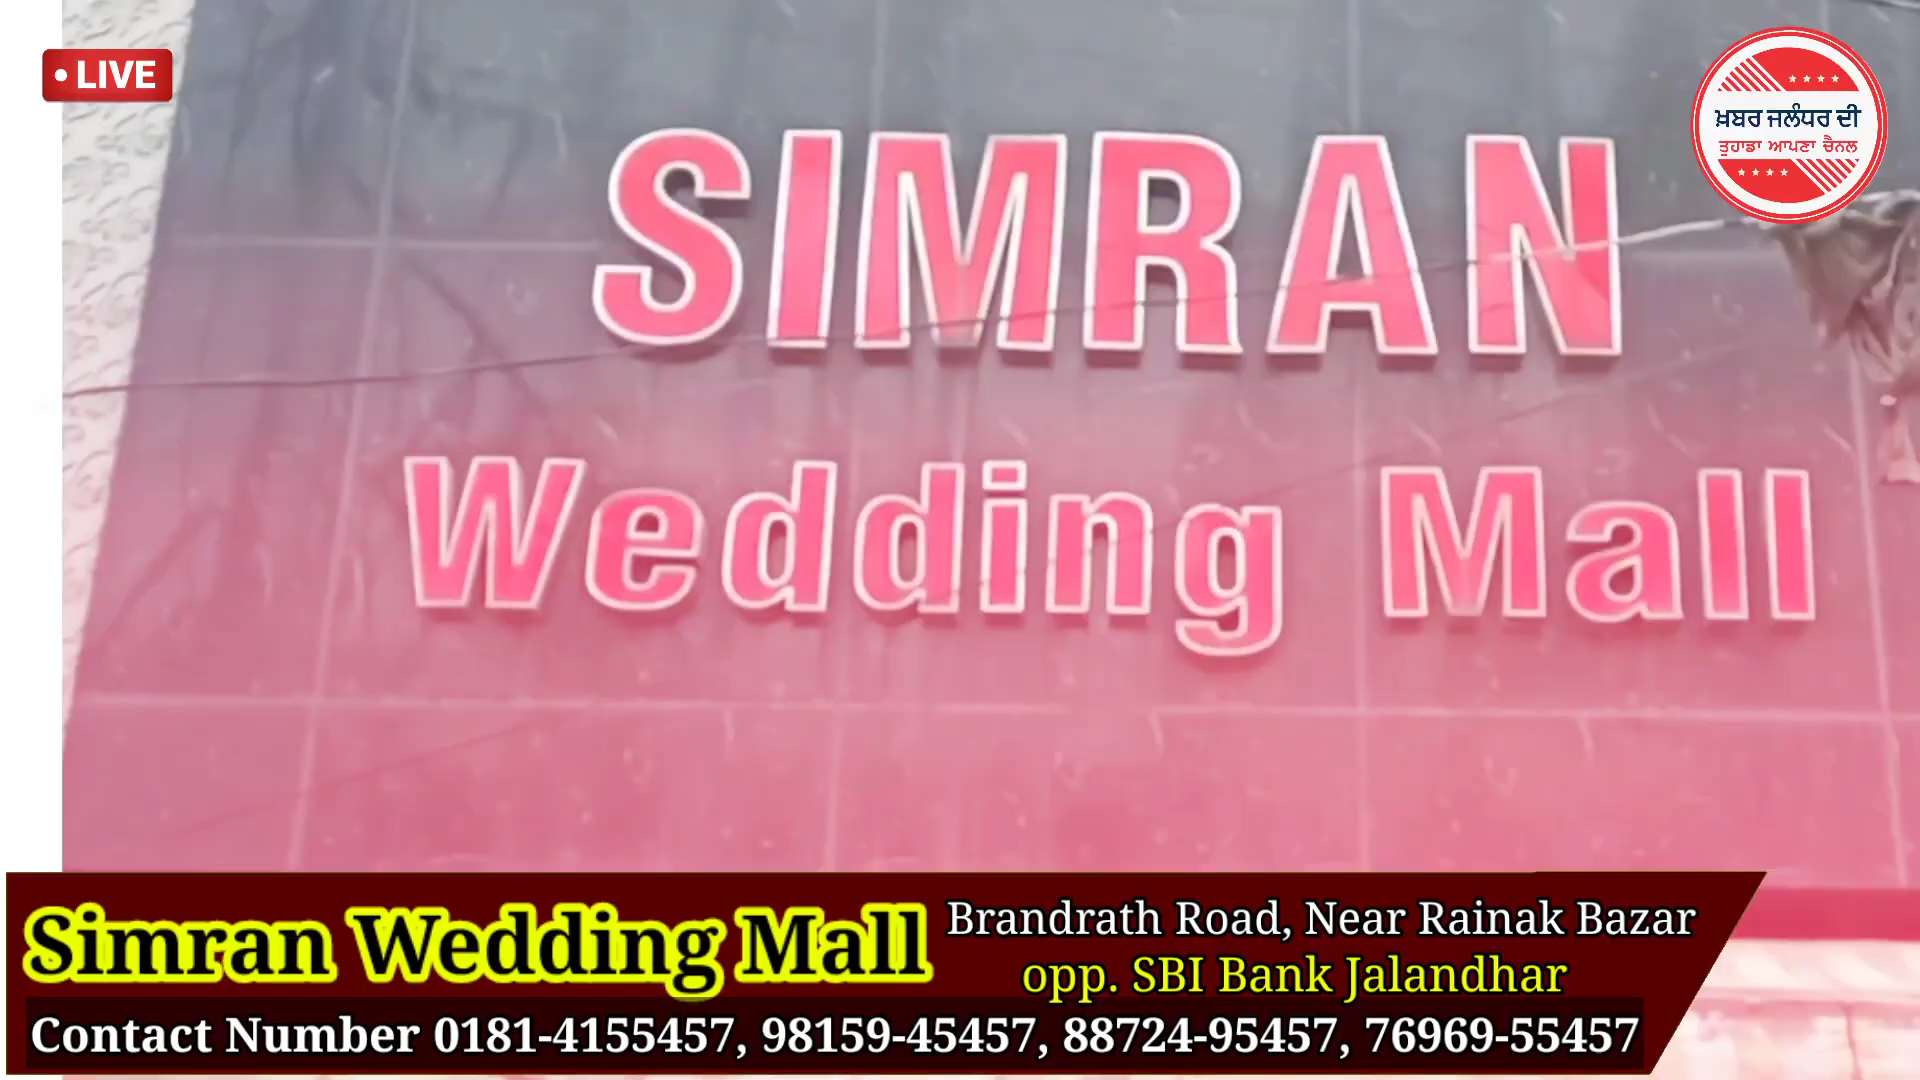 • LIVE
ਖ਼ਬਰ ਜਲੰਧਰ ਦੀ
ਤੁਹਾਡਾ ਆਪਣਾ ਚੈਨਲ
SIMRAN
Wedding Mall
Simran Wedding Mall
Brandrath Road, Near Rainak Bazar
opp. SBI Bank Jalandhar
Contact Number 0181-4155457, 98159-45457, 88724-95457, 76969-55457